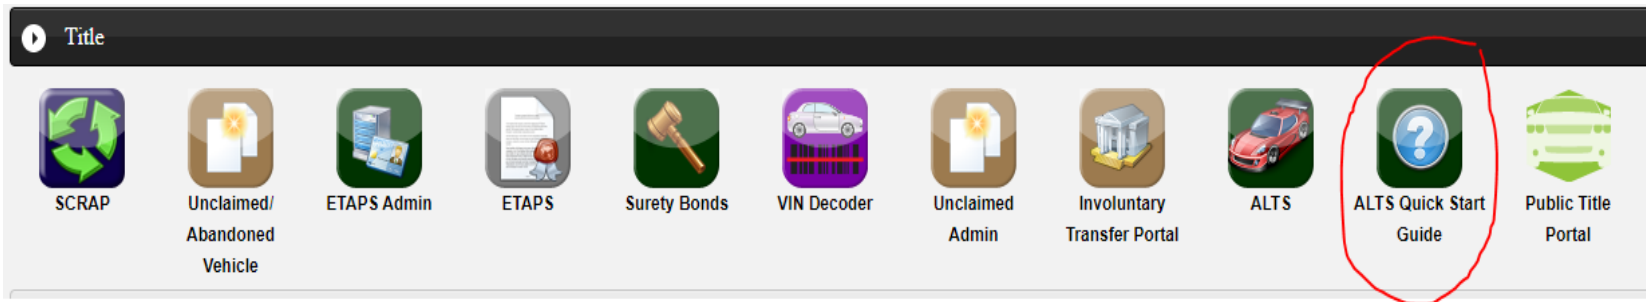 Title
SCRAP
Unclaimed/
Abandoned
Vehicle
ETAPS Admin
ETAPS
Surety Bonds
VIN Decoder
Unclaimed
Admin
Involuntary
Transfer Portal
ALTS
ALTS Quick Start
Guide
Public Title
Portal